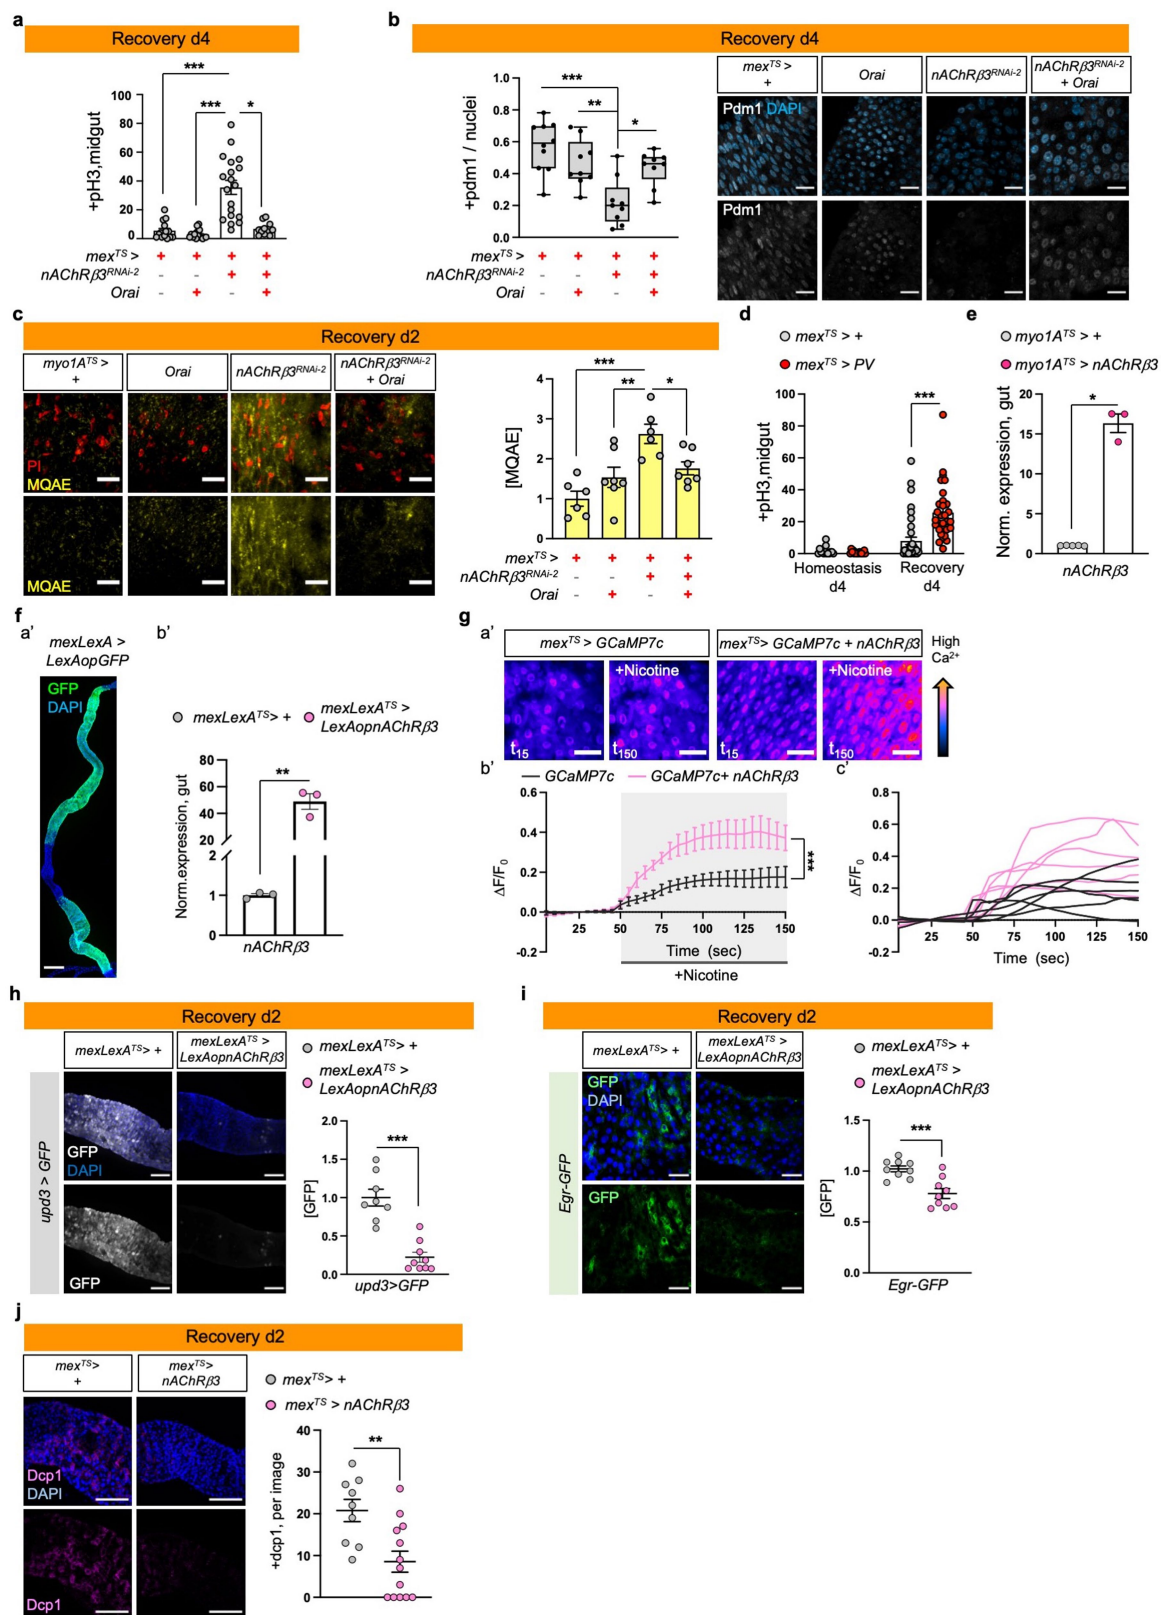 a
Recovery d4
***
***
*
+pH3,midgut
100
80
60
40
20
0
mexTS >
+ + + +
nAChRβ3RNAi-2
- - + +
Orai
- + - +
b
Recovery d4
***
**
*
+pdm1 / nuclei
1.0
0.8
0.6
0.4
0.2
0.0
mexTS >
+ + + +
nAChRβ3RNAi-2
- - + +
Orai
- + - +
mexTS >
+
Orai
nAChRβ3RNAi-2
nAChRβ3RNAi-2
+ Orai
Pdm1 DAPI
Pdm1
c
Recovery d2
myo1ATS >
+
Orai
nAChRβ3RNAi-2
nAChRβ3RNAi-2
+ Orai
PI
MQAE
MQAE
***
**
*
[MQAE]
4
3
2
1
0
mexTS >
+ + + +
nAChRβ3RNAi-2
- - + +
Orai
- + - +
d
mexTS > +
mexTS > PV
***
+pH3,midgut
100
80
60
40
20
0
Homeostasis
d4
Recovery
d4
e
myo1ATS > +
myo1ATS > nAChRβ3
*
Norm. expression, gut
20
15
10
5
0
nAChRβ3
f
a'
mexLexA >
LexAopGFP
GFP
DAPI
b'
mexLexATS> +
mexLexATS>
LexAopnAChRβ3
**
Norm.expression, gut
80
60
40
20
2
1
0
nAChRβ3
g
a'
mexTS > GCaMP7c
mexTS> GCaMP7c + nAChRβ3
+Nicotine
+Nicotine
t15
t150
t15
t150
High
Ca2+
b'
GCaMP7c
GCaMP7c+ nAChRβ3
ΔF/F0
0.6
0.4
0.2
0.0
-0.2
25 50 75 100 125 150
***
Time (sec)
+Nicotine
c'
ΔF/F0
0.8
0.6
0.4
0.2
0.0
-0.2
25 50 75 100 125 150
Time (sec)
h
Recovery d2
mexLexATS> +
mexLexATS >
LexAopnAChRβ3
upd3 > GFP
GFP
DAPI
GFP
mexLexATS> +
mexLexATS >
LexAopnAChRβ3
***
[GFP]
2.0
1.5
1.0
0.5
0.0
upd3>GFP
i
Recovery d2
mexLexATS> +
mexLexATS>
LexAopnAChRβ3
Egr-GFP
GFP
DAPI
GFP
mexLexATS> +
mexLexATS >
LexAopnAChRβ3
***
[GFP]
1.5
1.0
0.5
0.0
Egr-GFP
j
Recovery d2
mexTS>
+
mexTS>
nAChRβ3
Dcp1
DAPI
Dcp1
mexTS> +
mexTS > nAChRβ3
**
+dcp1, per image
40
30
20
10
0